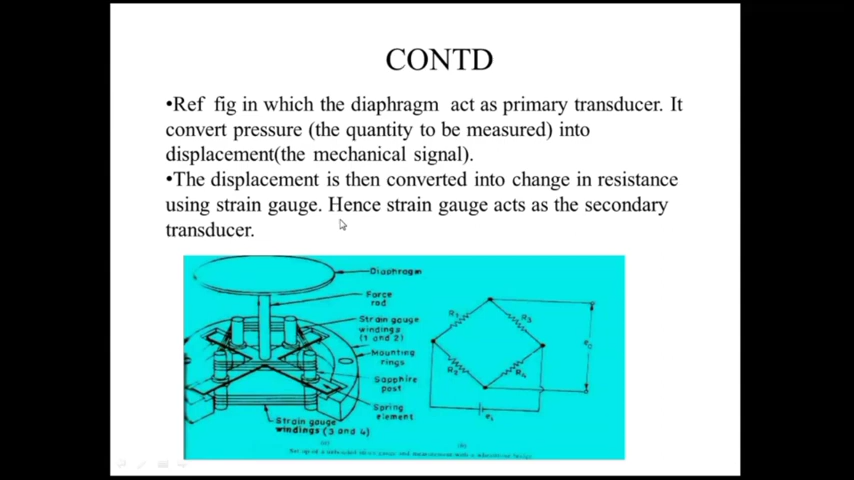 CONTD
•Ref fig in which the diaphragm act as primary transducer. It
convert pressure (the quantity to be measured) into
displacement(the mechanical signal).
•The displacement is then converted into change in resistance
using strain gauge. Hence strain gauge acts as the secondary
transducer.
Diaphragm
Force
rod
Strain gauge
windings
(1 and 2)
Mounting
rings
Sapphire
post
Spring
element
Strain gauge
windings (3 and 4)
R1
R3
R2
R4
(a)
(b)